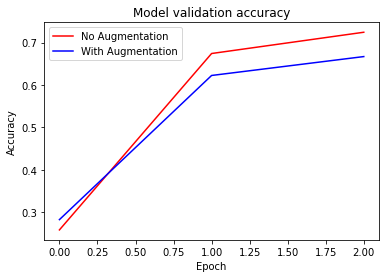 Model validation accuracy
No Augmentation
With Augmentation
Accuracy
0.7
0.6
0.5
0.4
0.3
0.00 0.25 0.50 0.75 1.00 1.25 1.50 1.75 2.00
Epoch